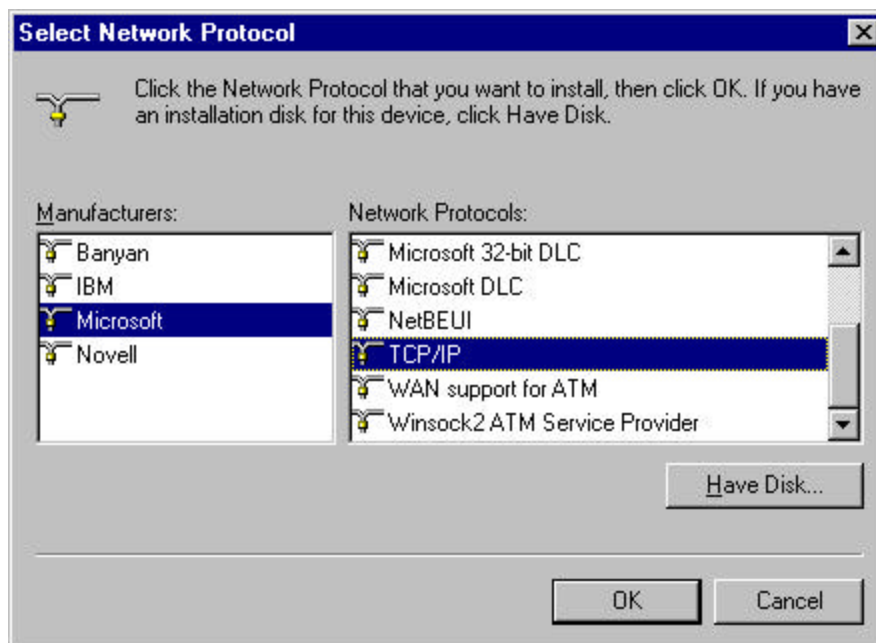 Select Network Protocol
Click the Network Protocol that you want to install, then click OK. If you have
an installation disk for this device, click Have Disk.
Manufacturers:
Banyan
IBM
Microsoft
Novell
Network Protocols:
Microsoft 32-bit DLC
Microsoft DLC
NetBEUI
TCP/IP
WAN support for ATM
Winsock2 ATM Service Provider
Have Disk...
OK
Cancel